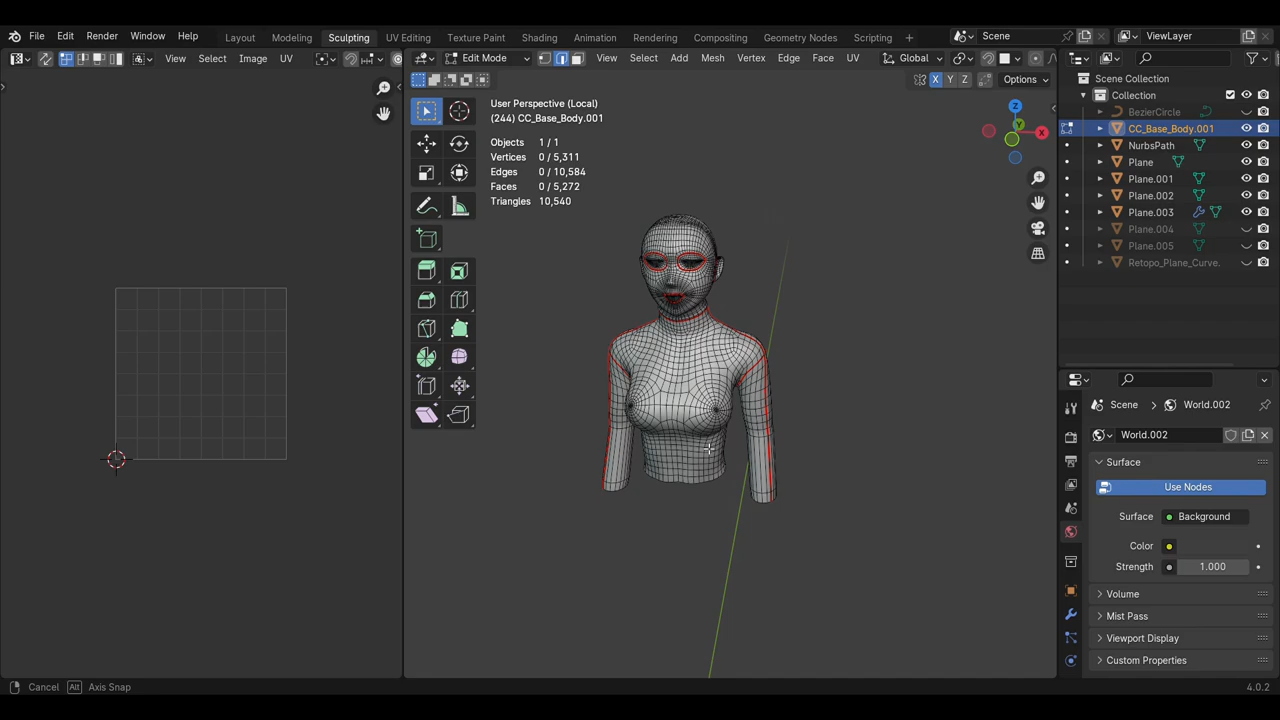 File Edit Render Window Help Layout Modeling Sculpting UV Editing Texture Paint Shading Animation Rendering Compositing Geometry Nodes Scripting Scene ViewLayer
View Select Image UV Edit Mode View Select Add Mesh Vertex Edge Face UV Global
X Y Z Options
Scene Collection
Collection
BezierCircle
CC_Base_Body.001
NurbsPath
Plane
Plane.001
Plane.002
Plane.003
Plane.004
Plane.005
Retopo_Plane_Curve.
User Perspective (Local)
(244) CC_Base_Body.001
Objects 1 / 1
Vertices 0 / 5,311
Edges 0 / 10,584
Faces 0 / 5,272
Triangles 10,540
Z
Y
X
Scene World.002
World.002
Surface
Use Nodes
Surface Background
Color
Strength 1.000
Volume
Mist Pass
Viewport Display
Custom Properties
Cancel Alt Axis Snap 4.0.2